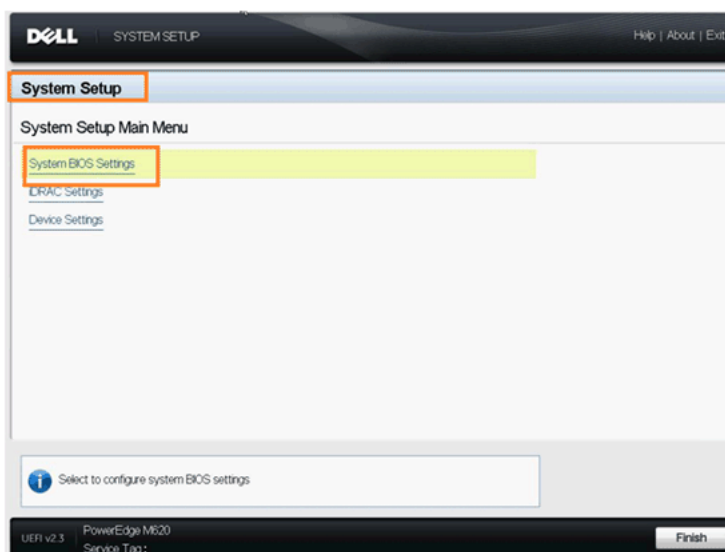 DELL SYSTEM SETUP Help | About | Exit
System Setup
System Setup Main Menu
System BIOS Settings
iDRAC Settings
Device Settings
Select to configure system BIOS settings
UEFI v2.3 PowerEdge M620
Service Tag :
Finish